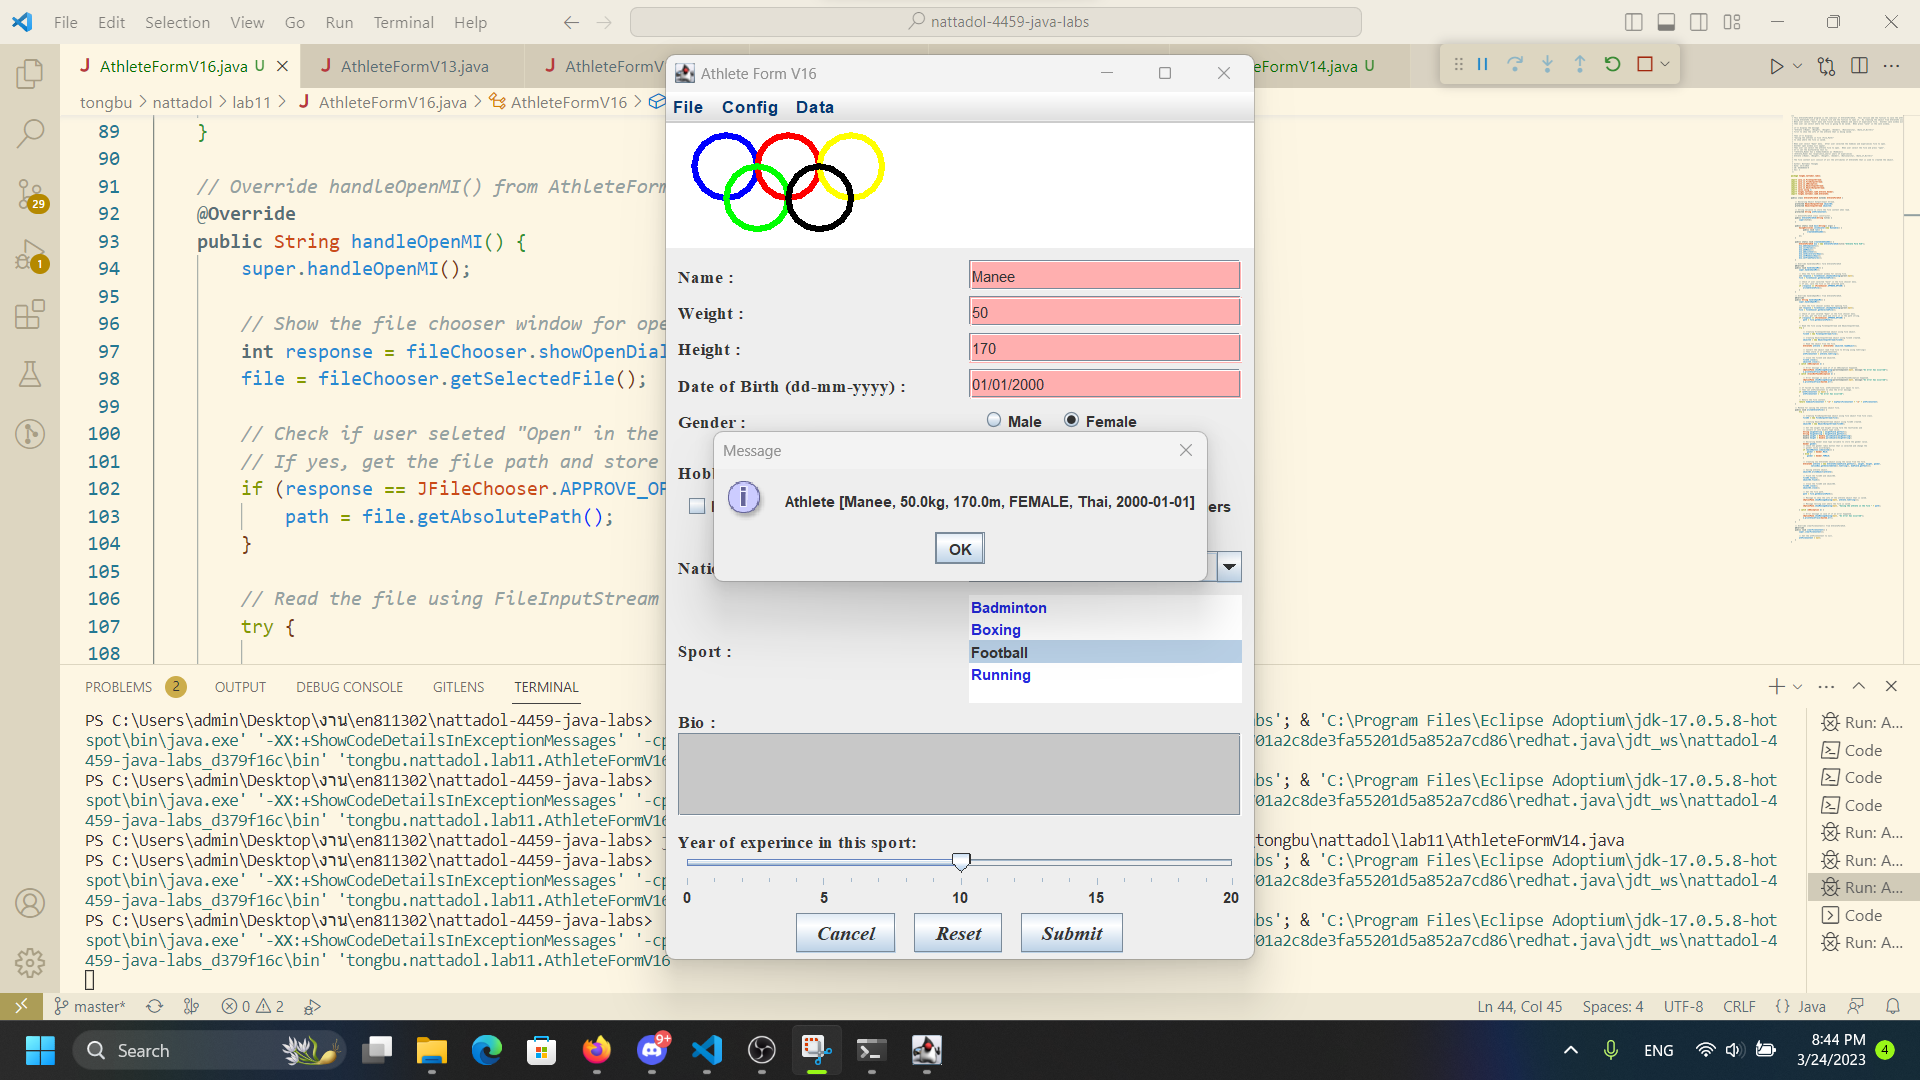 File Edit Selection View Go Run Terminal Help
nattadol-4459-java-labs
AthleteFormV16.java U
AthleteFormV13.java
AthleteFormV
eFormV14.java U
tongbu > nattadol > lab11 > AthleteFormV16.java > AthleteFormV16 >
89 }
90
91 // Override handleOpenMI() from AthleteForm
92 @Override
93 public String handleOpenMI() {
94 super.handleOpenMI();
95
96 // Show the file chooser window for ope
97 int response = fileChooser.showOpenDial
98 file = fileChooser.getSelectedFile();
99
100 // Check if user seleted "Open" in the
101 // If yes, get the file path and store
102 if (response == JFileChooser.APPROVE_OP
103 path = file.getAbsolutePath();
104 }
105
106 // Read the file using FileInputStream
107 try {
108
29
1
Athlete Form V16
File Config Data
Name : Manee
Weight : 50
Height : 170
Date of Birth (dd-mm-yyyy) : 01/01/2000
Gender : Male Female
Hobb
ers
Message
Athlete [Manee, 50.0kg, 170.0m, FEMALE, Thai, 2000-01-01]
OK
Natio
Sport :
Badminton
Boxing
Football
Running
Bio :
Year of experince in this sport:
0 5 10 15 20
Cancel Reset Submit
PROBLEMS 2 OUTPUT DEBUG CONSOLE GITLENS TERMINAL
PS C:\Users\admin\Desktop\งาน\en811302\nattadol-4459-java-labs> bs'; & 'C:\Program Files\Eclipse Adoptium\jdk-17.0.5.8-hot
spot\bin\java.exe' '-XX:+ShowCodeDetailsInExceptionMessages' '-cp 01a2c8de3fa55201d5a852a7cd86\redhat.java\jdt_ws\nattadol-4
459-java-labs_d379f16c\bin' 'tongbu.nattadol.lab11.AthleteFormV16
PS C:\Users\admin\Desktop\งาน\en811302\nattadol-4459-java-labs> bs'; & 'C:\Program Files\Eclipse Adoptium\jdk-17.0.5.8-hot
spot\bin\java.exe' '-XX:+ShowCodeDetailsInExceptionMessages' '-cp 01a2c8de3fa55201d5a852a7cd86\redhat.java\jdt_ws\nattadol-4
459-java-labs_d379f16c\bin' 'tongbu.nattadol.lab11.AthleteFormV16
PS C:\Users\admin\Desktop\งาน\en811302\nattadol-4459-java-labs> tongbu\nattadol\lab11\AthleteFormV14.java
PS C:\Users\admin\Desktop\งาน\en811302\nattadol-4459-java-labs> bs'; & 'C:\Program Files\Eclipse Adoptium\jdk-17.0.5.8-hot
spot\bin\java.exe' '-XX:+ShowCodeDetailsInExceptionMessages' '-cp 01a2c8de3fa55201d5a852a7cd86\redhat.java\jdt_ws\nattadol-4
459-java-labs_d379f16c\bin' 'tongbu.nattadol.lab11.AthleteFormV16
PS C:\Users\admin\Desktop\งาน\en811302\nattadol-4459-java-labs> bs'; & 'C:\Program Files\Eclipse Adoptium\jdk-17.0.5.8-hot
spot\bin\java.exe' '-XX:+ShowCodeDetailsInExceptionMessages' '-cp 01a2c8de3fa55201d5a852a7cd86\redhat.java\jdt_ws\nattadol-4
459-java-labs_d379f16c\bin' 'tongbu.nattadol.lab11.AthleteFormV16
Run: A...
Code
Code
Code
Run: A...
Run: A...
Run: A...
Code
Run: A...
master* 0 2
Ln 44, Col 45 Spaces: 4 UTF-8 CRLF { } Java
Search
9+
ENG
8:44 PM
3/24/2023
4